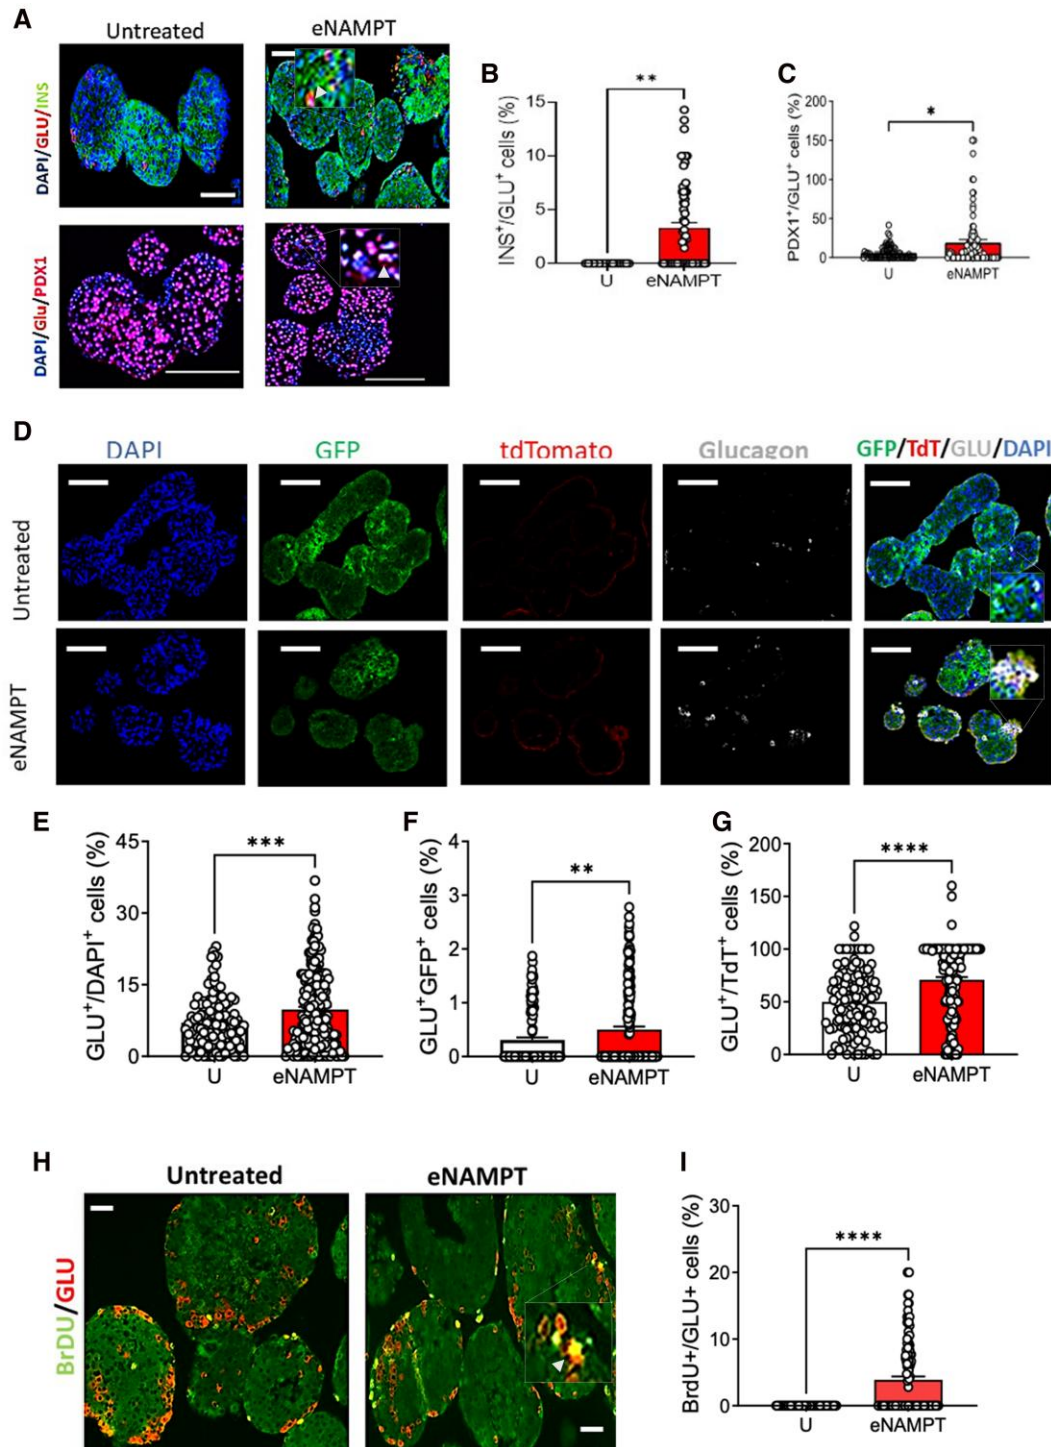 A
Untreated
eNAMPT
DAPI/GLU/INS
DAPI/Glu/PDX1
B
**
INS+/GLU+ cells (%)
15
10
5
0
U
eNAMPT
C
*
PDX1+/GLU+ cells (%)
200
150
100
50
0
U
eNAMPT
D
DAPI
GFP
tdTomato
Glucagon
GFP/TdT/GLU/DAPI
Untreated
eNAMPT
E
***
GLU+/DAPI+ cells (%)
45
30
15
0
U
eNAMPT
F
**
GLU+GFP+ cells (%)
4
3
2
1
0
U
eNAMPT
G
****
GLU+/TdT+ cells (%)
200
150
100
50
0
U
eNAMPT
H
Untreated
eNAMPT
BrDU/GLU
I
****
BrdU+/GLU+ cells (%)
30
20
10
0
U
eNAMPT